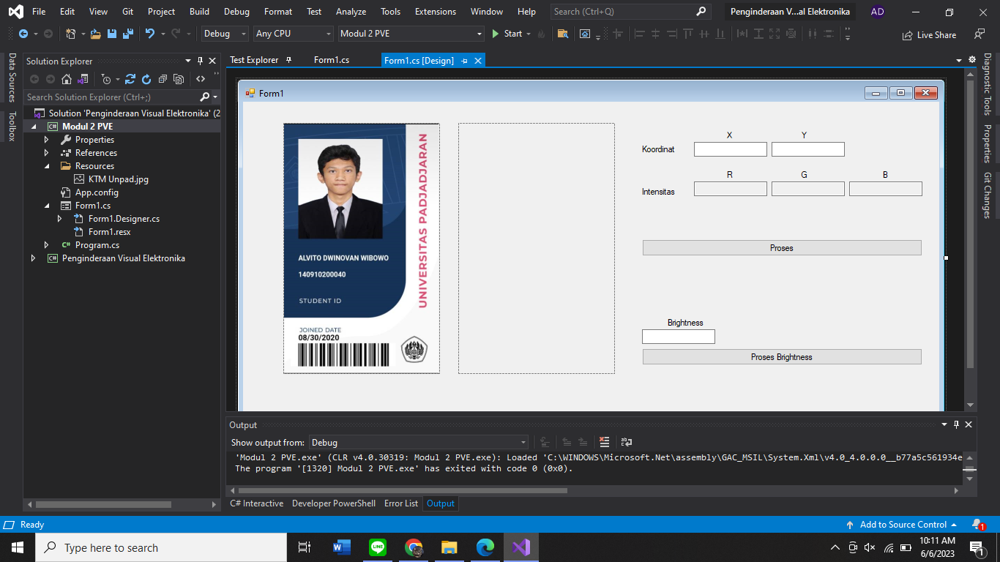 File Edit View Git Project Build Debug Format Test Analyze Tools Extensions Window Help Search (Ctrl+Q) Penginderaan V...al Elektronika AD
Debug Any CPU Modul 2 PVE Start Live Share
Data Sources
Toolbox
Solution Explorer
Search Solution Explorer (Ctrl+;)
Solution 'Penginderaan Visual Elektronika' (2
Modul 2 PVE
Properties
References
Resources
KTM Unpad.jpg
App.config
Form1.cs
Form1.Designer.cs
Form1.resx
Program.cs
Penginderaan Visual Elektronika
Test Explorer Form1.cs Form1.cs [Design]
Form1
ALVITO DWINOVAN WIBOWO
140910200040
STUDENT ID
JOINED DATE
08/30/2020
UNIVERSITAS PADJADJARAN
X Y
Koordinat
R G B
Intensitas
Proses
Brightness
Proses Brightness
Diagnostic Tools
Properties
Git Changes
Output
Show output from: Debug
'Modul 2 PVE.exe' (CLR v4.0.30319: Modul 2 PVE.exe): Loaded 'C:\WINDOWS\Microsoft.Net\assembly\GAC_MSIL\System.Xml\v4.0_4.0.0.0__b77a5c561934e
The program '[1320] Modul 2 PVE.exe' has exited with code 0 (0x0).
C# Interactive Developer PowerShell Error List Output
Ready Add to Source Control 1
Type here to search 10:11 AM
6/6/2023 1